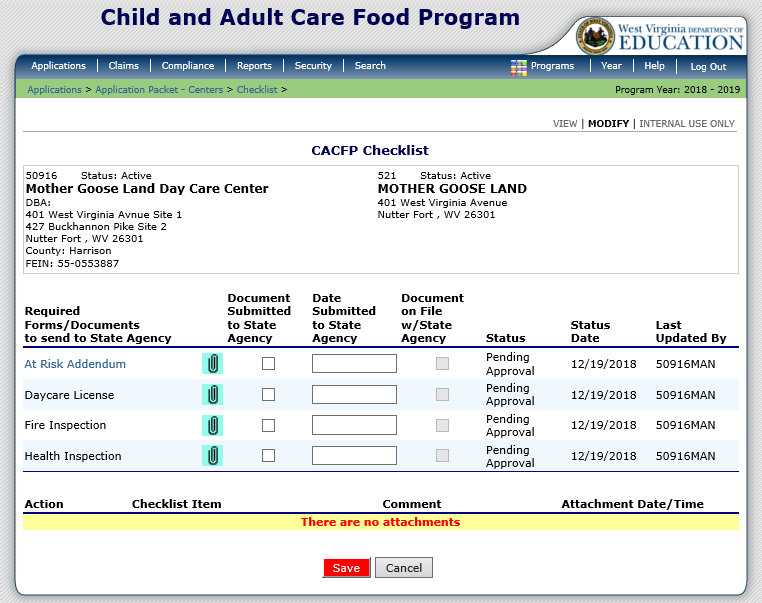 Child and Adult Care Food Program
West Virginia DEPARTMENT OF
EDUCATION
Applications | Claims | Compliance | Reports | Security | Search Programs | Year | Help | Log Out
Applications > Application Packet - Centers > Checklist > Program Year: 2018 - 2019
VIEW | MODIFY | INTERNAL USE ONLY
CACFP Checklist
50916 Status: Active
Mother Goose Land Day Care Center
DBA:
401 West Virginia Avnue Site 1
427 Buckhannon Pike Site 2
Nutter Fort , WV 26301
County: Harrison
FEIN: 55-0553887
521 Status: Active
MOTHER GOOSE LAND
401 West Virginia Avenue
Nutter Fort , WV 26301
Required
Forms/Documents
to send to State Agency
Document
Submitted
to State
Agency
Date
Submitted
to State
Agency
Document
on File
w/State
Agency
Status
Status
Date
Last
Updated By
At Risk Addendum Pending Approval 12/19/2018 50916MAN
Daycare License Pending Approval 12/19/2018 50916MAN
Fire Inspection Pending Approval 12/19/2018 50916MAN
Health Inspection Pending Approval 12/19/2018 50916MAN
Action Checklist Item Comment Attachment Date/Time
There are no attachments
Save Cancel